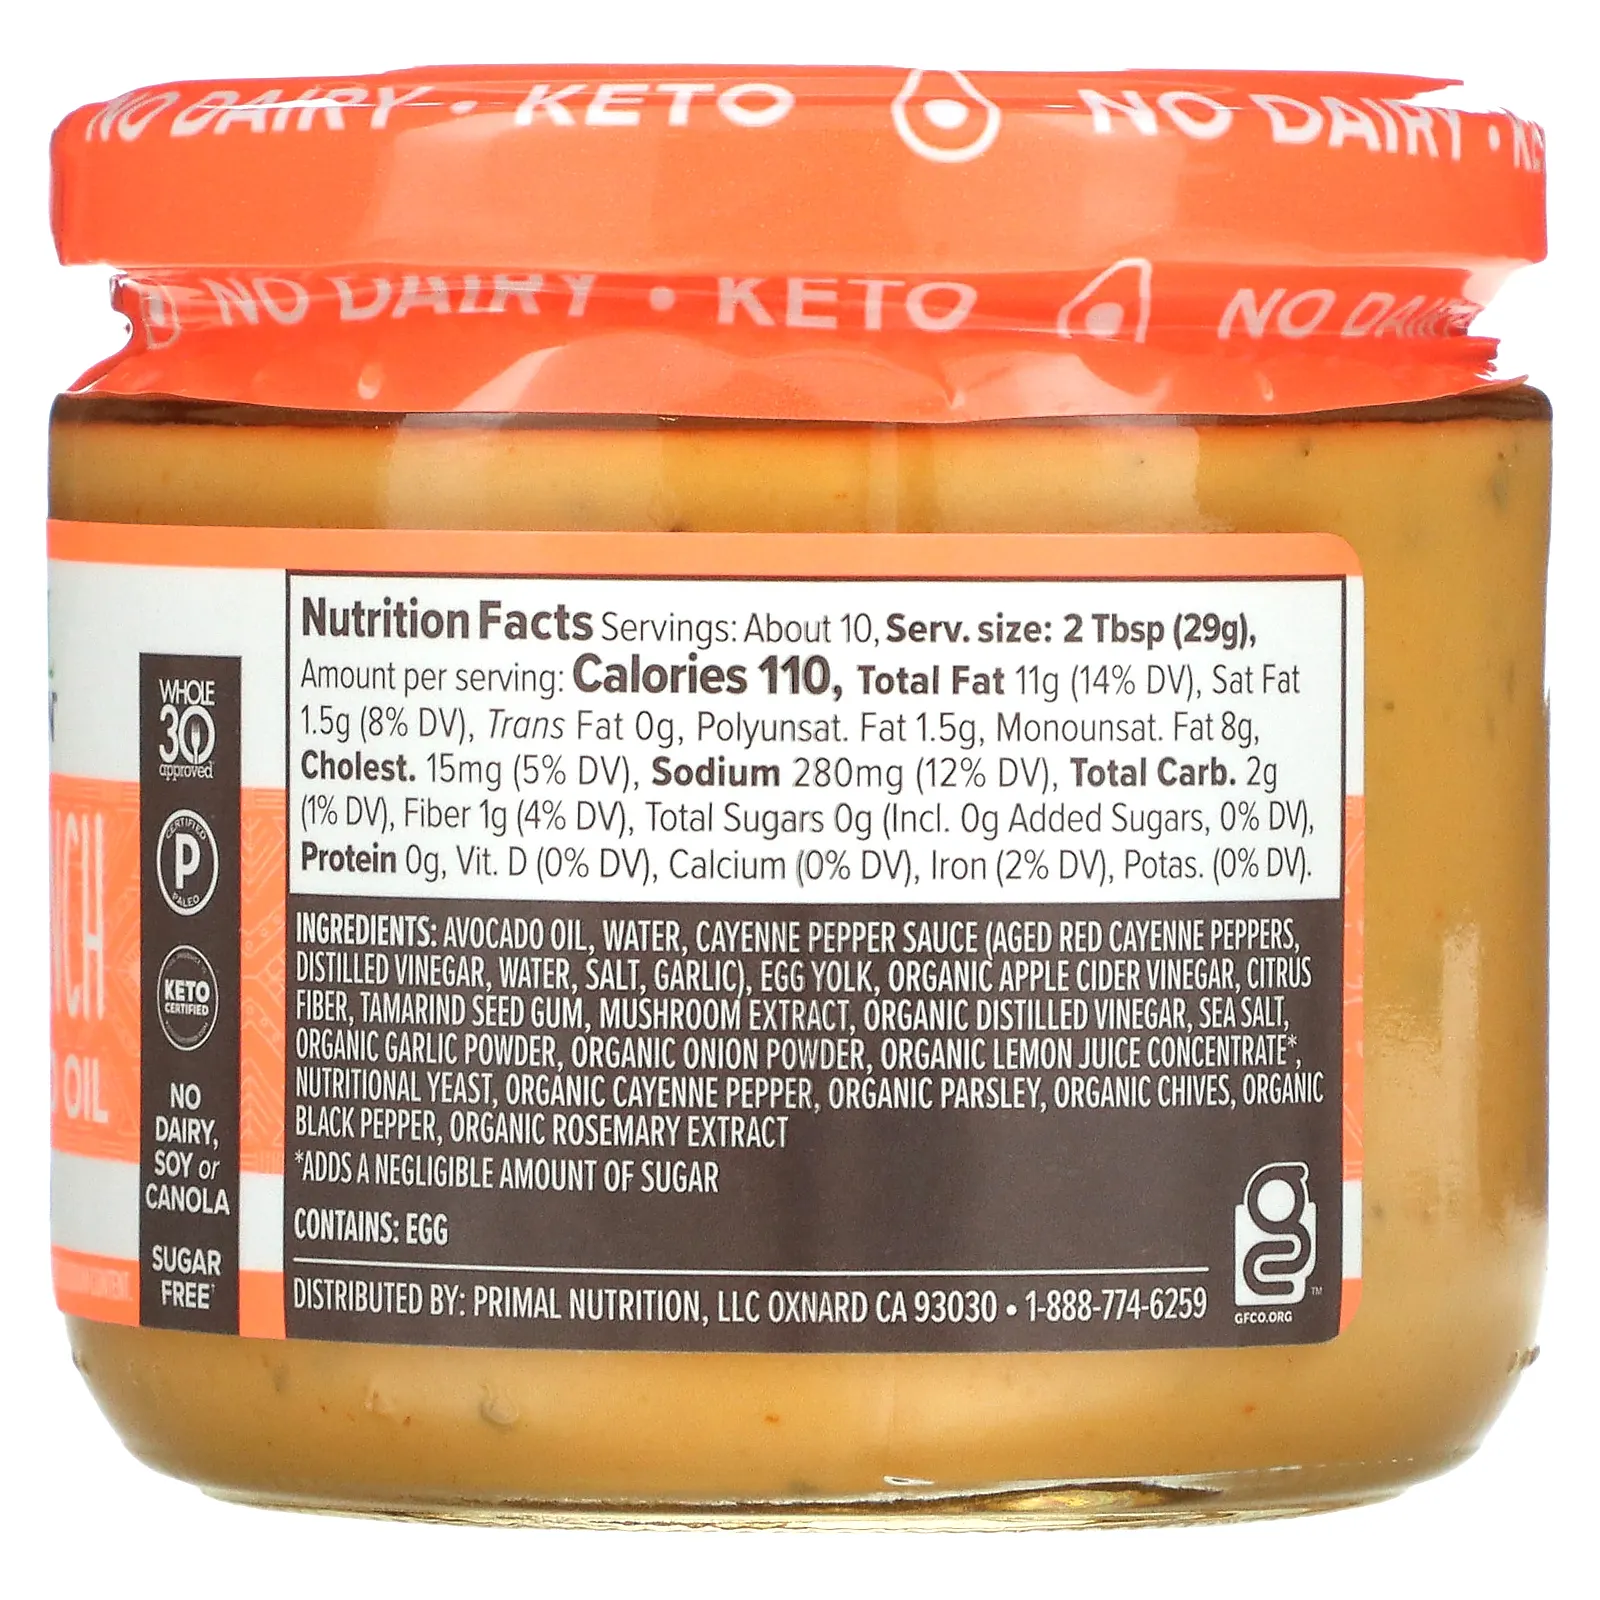 NO DAIRY • KETO NO DAIRY •
NO DAIRY • KETO NO DAIRY
WHOLE
30
approved
CERTIFIED
P
PALEO
KETO
CERTIFIED
NO
DAIRY,
SOY or
CANOLA
SUGAR
FREE
OIL
Nutrition Facts Servings: About 10, Serv. size: 2 Tbsp (29g),
Amount per serving: Calories 110, Total Fat 11g (14% DV), Sat Fat
1.5g (8% DV), Trans Fat 0g, Polyunsat. Fat 1.5g, Monounsat. Fat 8g,
Cholest. 15mg (5% DV), Sodium 280mg (12% DV), Total Carb. 2g
(1% DV), Fiber 1g (4% DV), Total Sugars 0g (Incl. 0g Added Sugars, 0% DV),
Protein 0g, Vit. D (0% DV), Calcium (0% DV), Iron (2% DV), Potas. (0% DV).
INGREDIENTS: AVOCADO OIL, WATER, CAYENNE PEPPER SAUCE (AGED RED CAYENNE PEPPERS,
DISTILLED VINEGAR, WATER, SALT, GARLIC), EGG YOLK, ORGANIC APPLE CIDER VINEGAR, CITRUS
FIBER, TAMARIND SEED GUM, MUSHROOM EXTRACT, ORGANIC DISTILLED VINEGAR, SEA SALT,
ORGANIC GARLIC POWDER, ORGANIC ONION POWDER, ORGANIC LEMON JUICE CONCENTRATE*,
NUTRITIONAL YEAST, ORGANIC CAYENNE PEPPER, ORGANIC PARSLEY, ORGANIC CHIVES, ORGANIC
BLACK PEPPER, ORGANIC ROSEMARY EXTRACT
*ADDS A NEGLIGIBLE AMOUNT OF SUGAR
CONTAINS: EGG
DISTRIBUTED BY: PRIMAL NUTRITION, LLC OXNARD CA 93030 • 1-888-774-6259
GFCO.ORG
TM